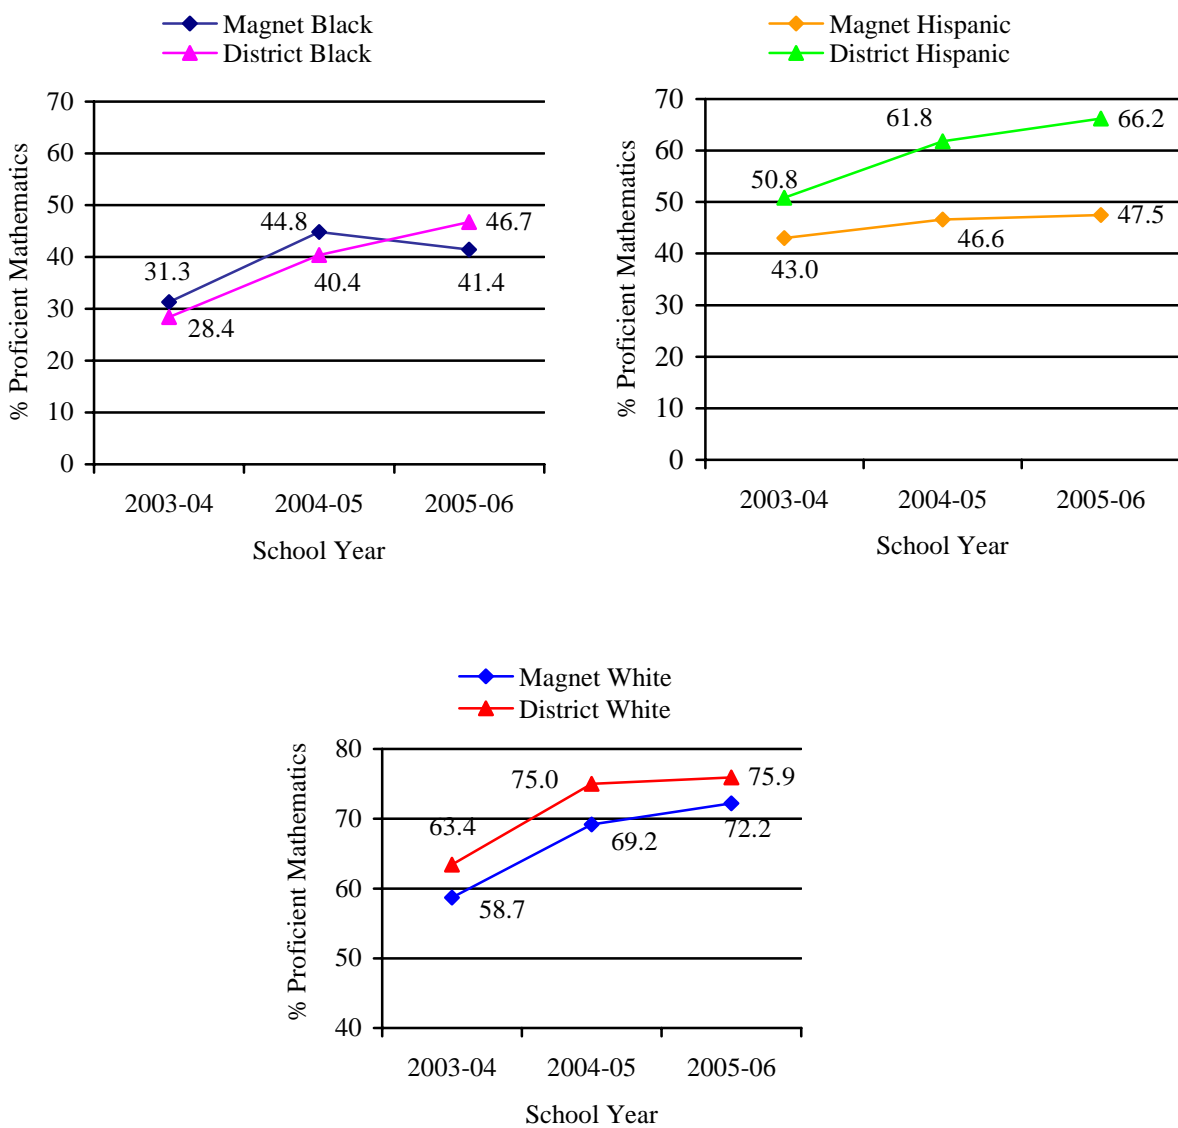 Magnet Black
District Black
% Proficient Mathematics
70
60
50
40
30
20
10
0
31.3
28.4
44.8
40.4
46.7
41.4
2003-04 2004-05 2005-06
School Year
Magnet Hispanic
District Hispanic
% Proficient Mathematics
70
60
50
40
30
20
10
0
50.8
43.0
61.8
46.6
66.2
47.5
2003-04 2004-05 2005-06
School Year
Magnet White
District White
% Proficient Mathematics
80
70
60
50
40
63.4
58.7
75.0
69.2
75.9
72.2
2003-04 2004-05 2005-06
School Year